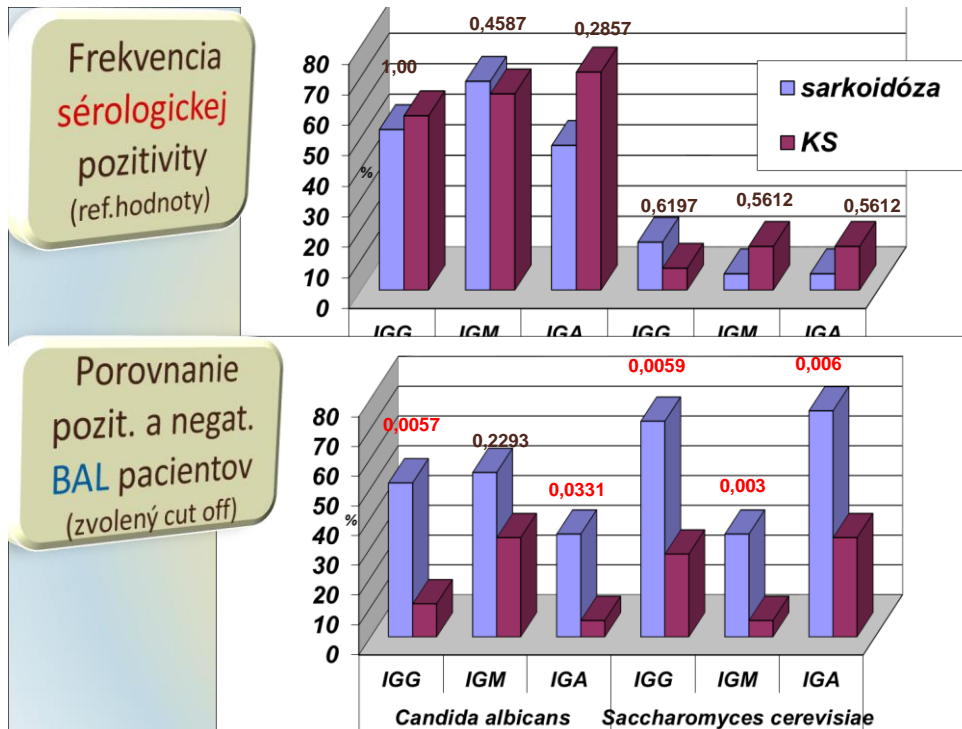 Frekvencia
sérologickej
pozitivity
(ref.hodnoty)
1,00 0,4587 0,2857 0,6197 0,5612 0,5612
sarkoidóza
KS
%
80
70
60
50
40
30
20
10
0
IGG IGM IGA IGG IGM IGA
Porovnanie
pozit. a negat.
BAL pacientov
(zvolený cut off)
0,0057 0,2293 0,0331 0,0059 0,003 0,006
%
80
70
60
50
40
30
20
10
0
IGG IGM IGA IGG IGM IGA
Candida albicans Saccharomyces cerevisiae